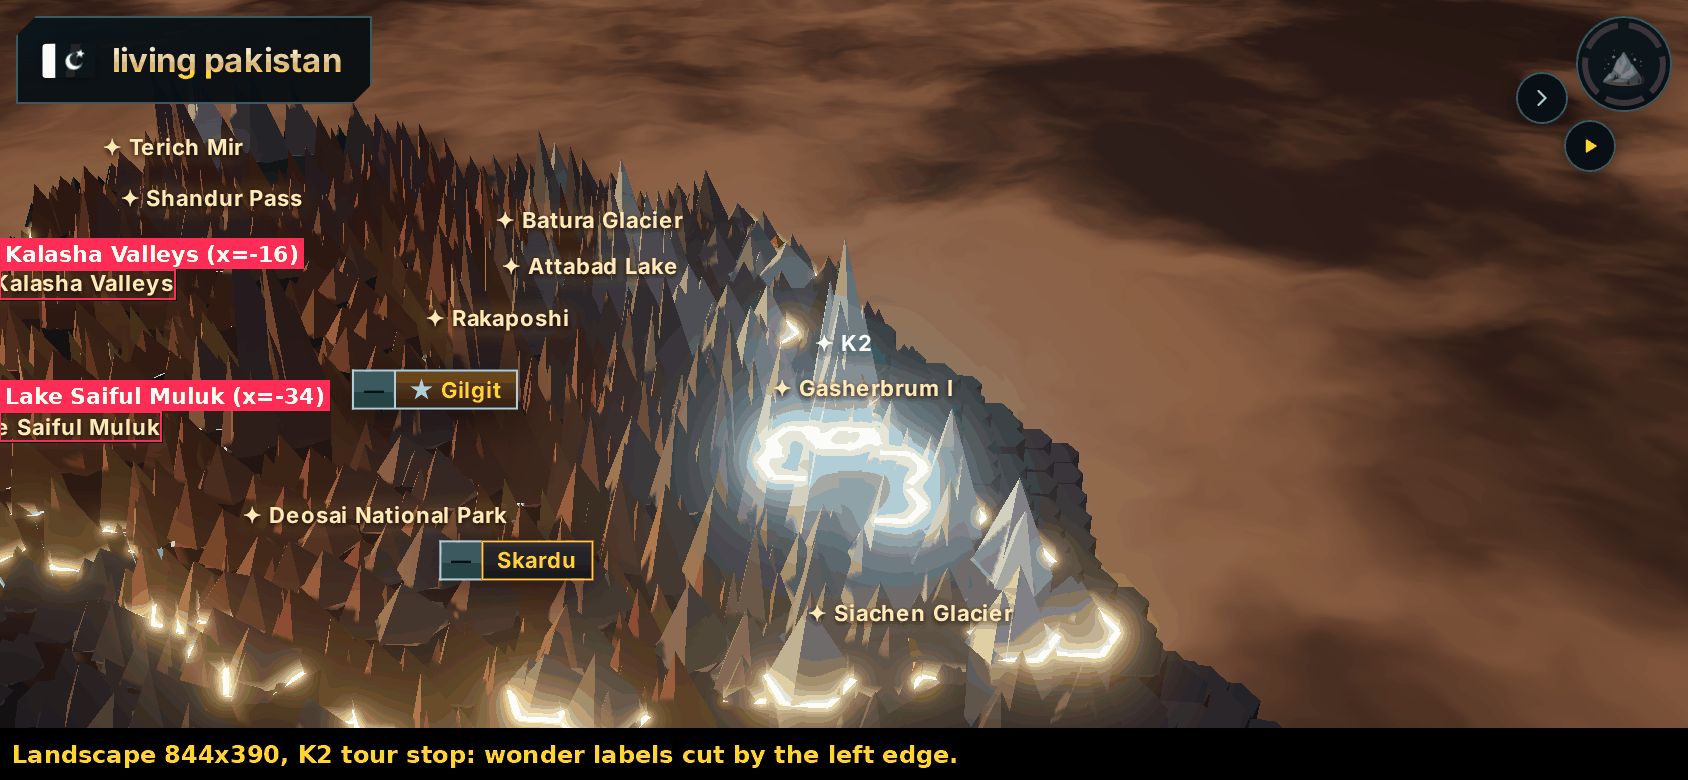 living pakistan
✦ Terich Mir
✦ Shandur Pass
✦ Batura Glacier
Kalasha Valleys (x=-16)
✦ Attabad Lake
Kalasha Valleys
✦ Rakaposhi
✦ K2
★ Gilgit
✦ Gasherbrum I
Lake Saiful Muluk (x=-34)
e Saiful Muluk
✦ Deosai National Park
Skardu
✦ Siachen Glacier
Landscape 844x390, K2 tour stop: wonder labels cut by the left edge.